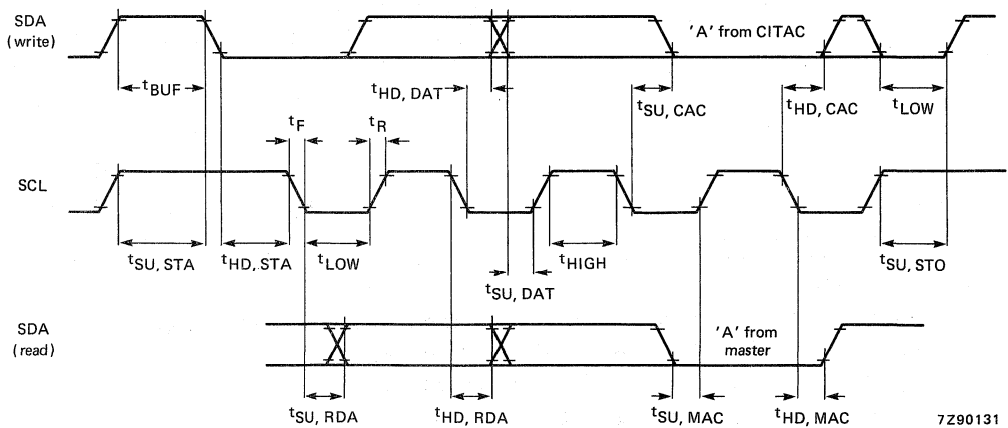 SDA
(write)
'A' from CITAC
tBUF
tHD, DAT
tSU, CAC
tHD, CAC
tLOW
tF
tR
SCL
tSU, STA
tHD, STA
tLOW
tHIGH
tSU, STO
tSU, DAT
SDA
(read)
'A' from
master
tSU, RDA
tHD, RDA
tSU, MAC
tHD, MAC
7Z90131